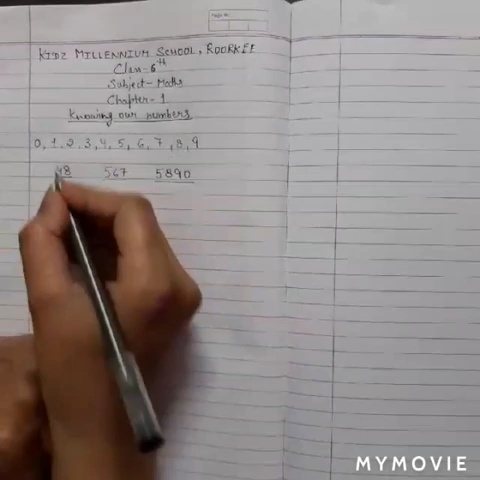 KIDZ MILLENNIUM SCHOOL, ROORKEE
Class-6th
Subject-Maths
Chapter-1
Knowing our numbers
0, 1, 2, 3, 4, 5, 6, 7, 8, 9
48 567 5890
MYMOVIE